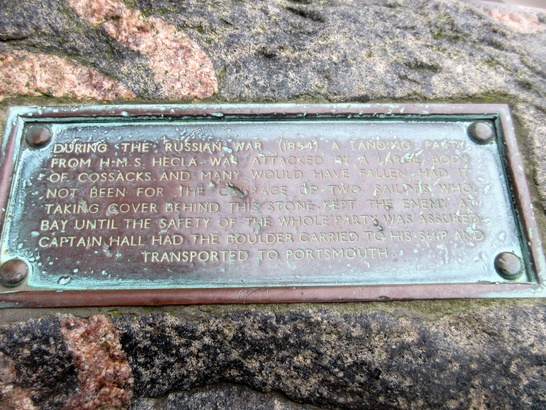 DURING THE RUSSIAN WAR (1854) A LANDING PARTY
FROM H·M·S. HECLA WAS ATTACKED BY A LARGE BODY
OF COSSACKS AND MANY WOULD HAVE FALLEN HAD IT
NOT BEEN FOR THE COURAGE OF TWO SAILORS WHO
TAKING COVER BEHIND THIS STONE KEPT THE ENEMY AT
BAY UNTIL THE SAFETY OF THE WHOLE PARTY WAS ASSURED
CAPTAIN HALL HAD THE BOULDER CARRIED TO HIS SHIP AND
TRANSPORTED TO PORTSMOUTH